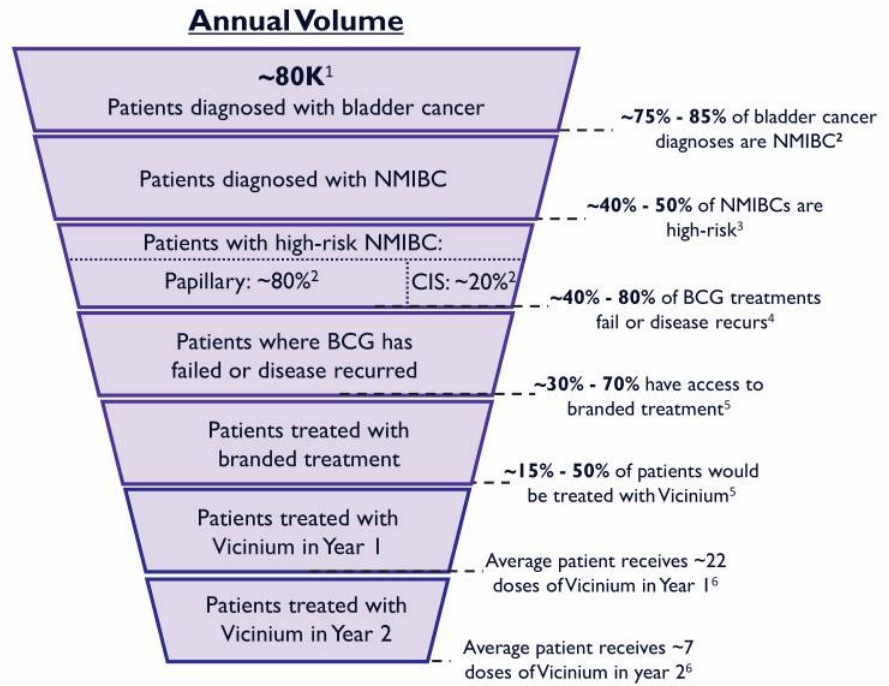 Annual Volume
~80K¹
Patients diagnosed with bladder cancer
~75% - 85% of bladder cancer
diagnoses are NMIBC²
Patients diagnosed with NMIBC
~40% - 50% of NMIBCs are
high-risk³
Patients with high-risk NMIBC:
Papillary: ~80%²
CIS: ~20%²
~40% - 80% of BCG treatments
fail or disease recurs⁴
Patients where BCG has
failed or disease recurred
~30% - 70% have access to
branded treatment⁵
Patients treated with
branded treatment
~15% - 50% of patients would
be treated with Vicinium⁵
Patients treated with
Vicinium in Year 1
Average patient receives ~22
doses of Vicinium in Year 1⁶
Patients treated with
Vicinium in Year 2
Average patient receives ~7
doses of Vicinium in year 2⁶